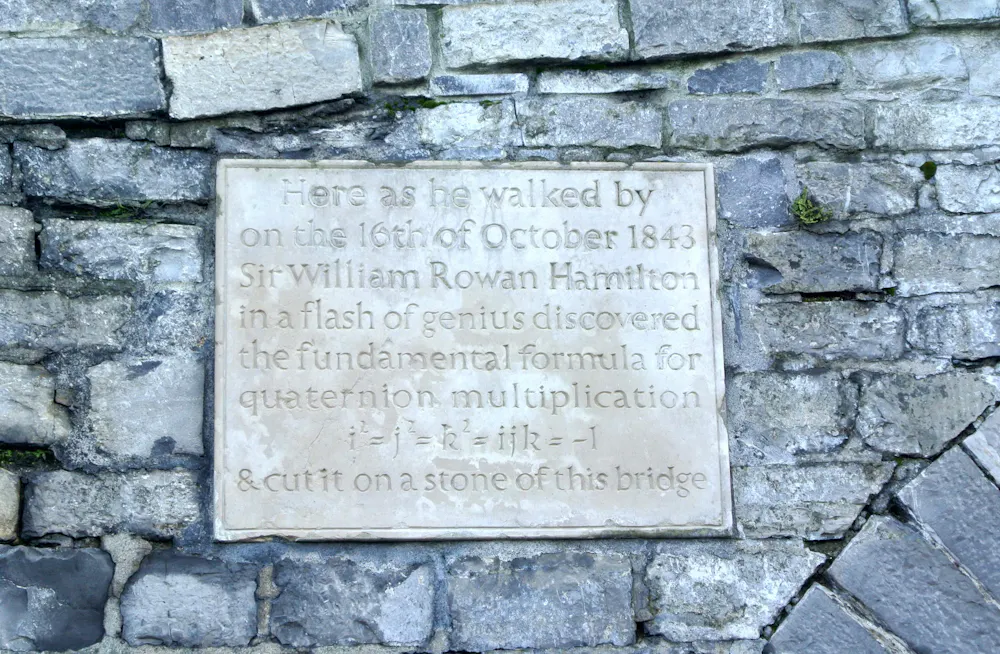 Here as he walked by
on the 16th of October 1843
Sir William Rowan Hamilton
in a flash of genius discovered
the fundamental formula for
quaternion multiplication
i² = j² = k² = ijk = -1
& cut it on a stone of this bridge